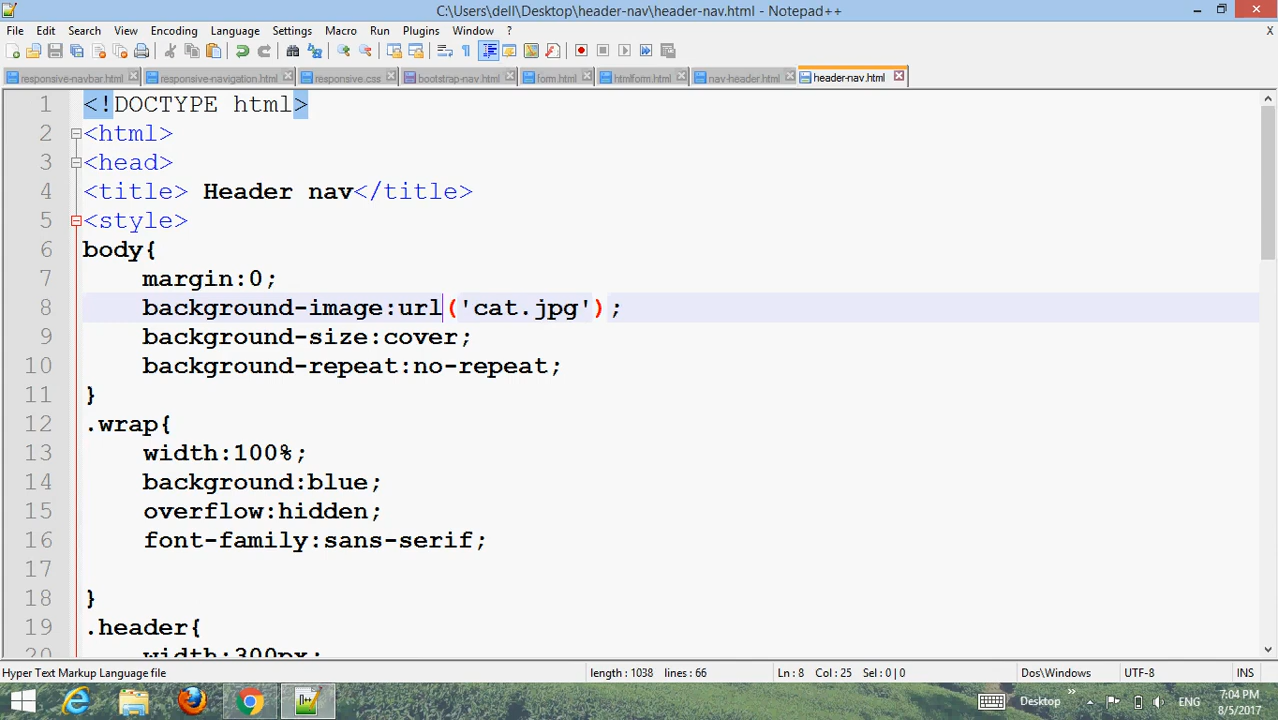 C:\Users\dell\Desktop\header-nav\header-nav.html - Notepad++
File Edit Search View Encoding Language Settings Macro Run Plugins Window ? X
responsive-navbar.html responsive-navigation.html responsive.css bootstrap-nav.html form.html htmlform.html nav-header.html header-nav.html
1 <!DOCTYPE html>
2 <html>
3 <head>
4 <title> Header nav</title>
5 <style>
6 body{
7 margin:0;
8 background-image:url('cat.jpg');
9 background-size:cover;
10 background-repeat:no-repeat;
11 }
12 .wrap{
13 width:100%;
14 background:blue;
15 overflow:hidden;
16 font-family:sans-serif;
17
18 }
19 .header{
20 width:300px;
Hyper Text Markup Language file length : 1038 lines : 66 Ln : 8 Col : 25 Sel : 0 | 0 Dos\Windows UTF-8 INS
Desktop ENG 7:04 PM
8/5/2017